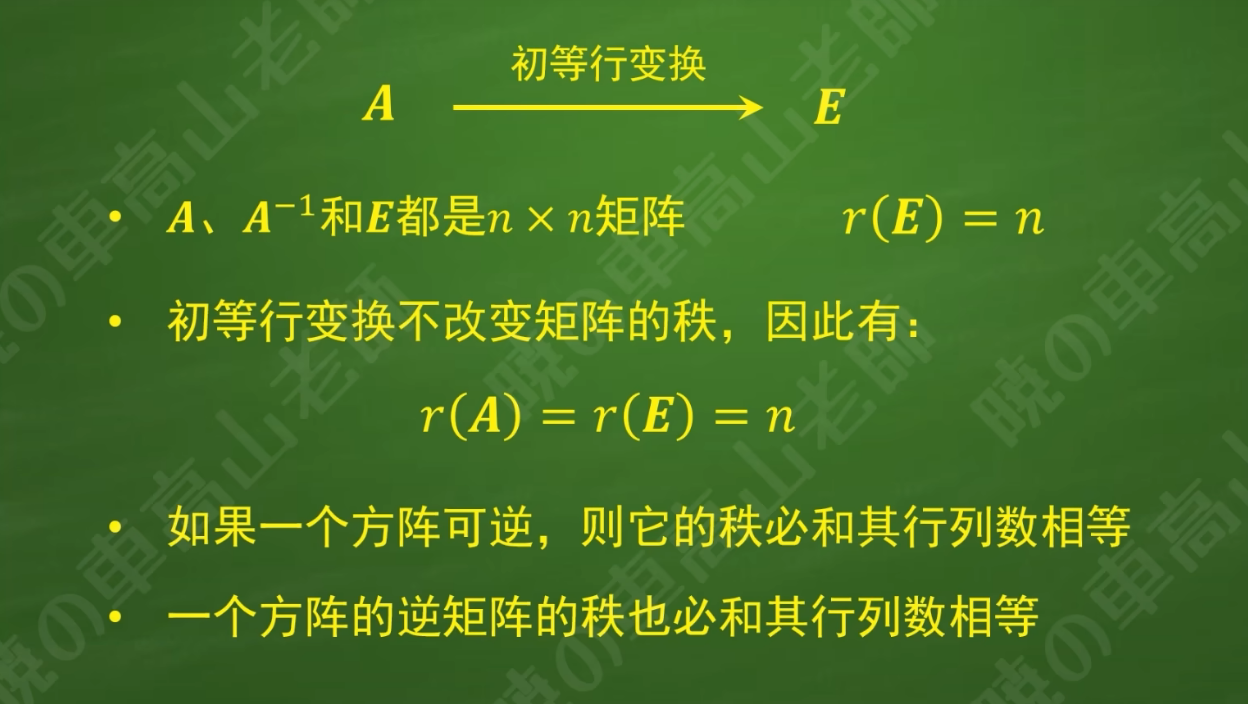 初等行变换
A → E
• A、A⁻¹和E都是n × n矩阵 r(E) = n
• 初等行变换不改变矩阵的秩，因此有：
r(A) = r(E) = n
• 如果一个方阵可逆，则它的秩必和其行列数相等
• 一个方阵的逆矩阵的秩也必和其行列数相等
暁の車高山老師